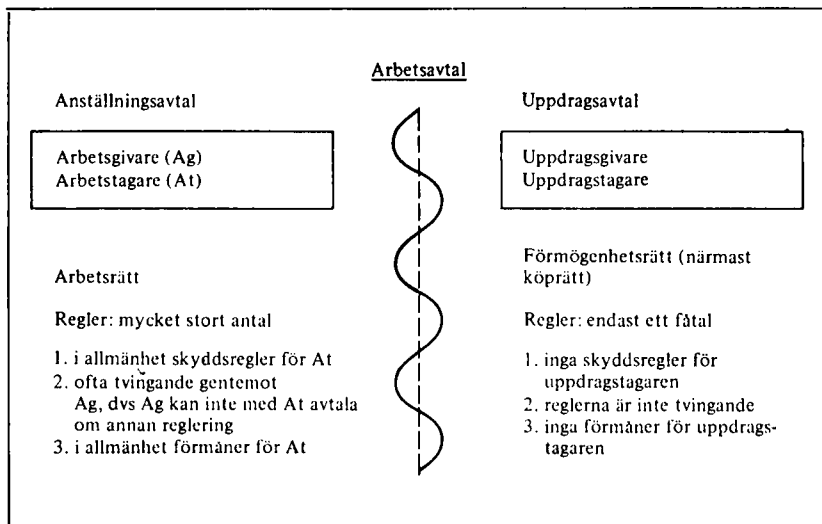 Arbetsavtal
Anställningsavtal
Arbetsgivare (Ag)
Arbetstagare (At)
Arbetsrätt
Regler: mycket stort antal
1. i allmänhet skyddsregler för At
2. ofta tvingande gentemot
Ag, dvs Ag kan inte med At avtala
om annan reglering
3. i allmänhet förmåner för At
Uppdragsavtal
Uppdragsgivare
Uppdragstagare
Förmögenhetsrätt (närmast
köprätt)
Regler: endast ett fåtal
1. inga skyddsregler för
uppdragstagaren
2. reglerna är inte tvingande
3. inga förmåner för uppdrags-
tagaren